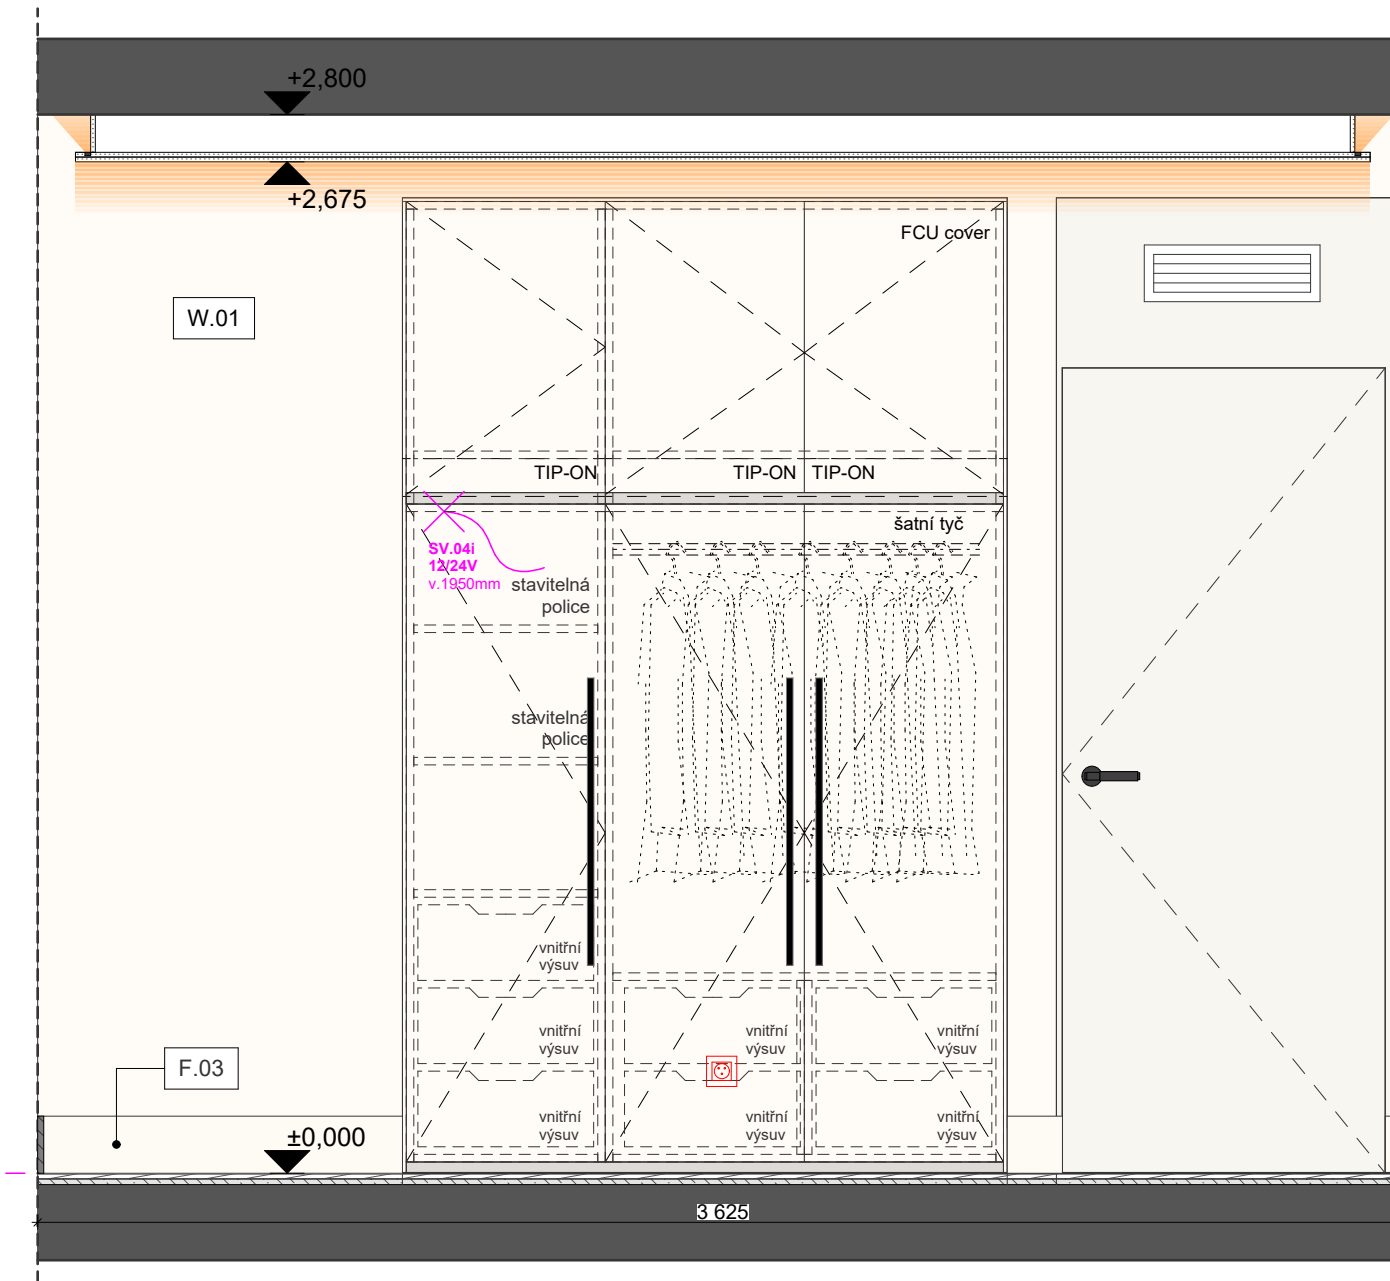 +2,800
+2,675
FCU cover
W.01
TIP-ON
TIP-ON
TIP-ON
šatní tyč
SV.04i
12/24V
v.1950mm
stavitelná
police
stavitelná
police
vnitřní
výsuv
vnitřní
výsuv
vnitřní
výsuv
vnitřní
výsuv
F.03
vnitřní
výsuv
vnitřní
výsuv
vnitřní
výsuv
±0,000
3 625